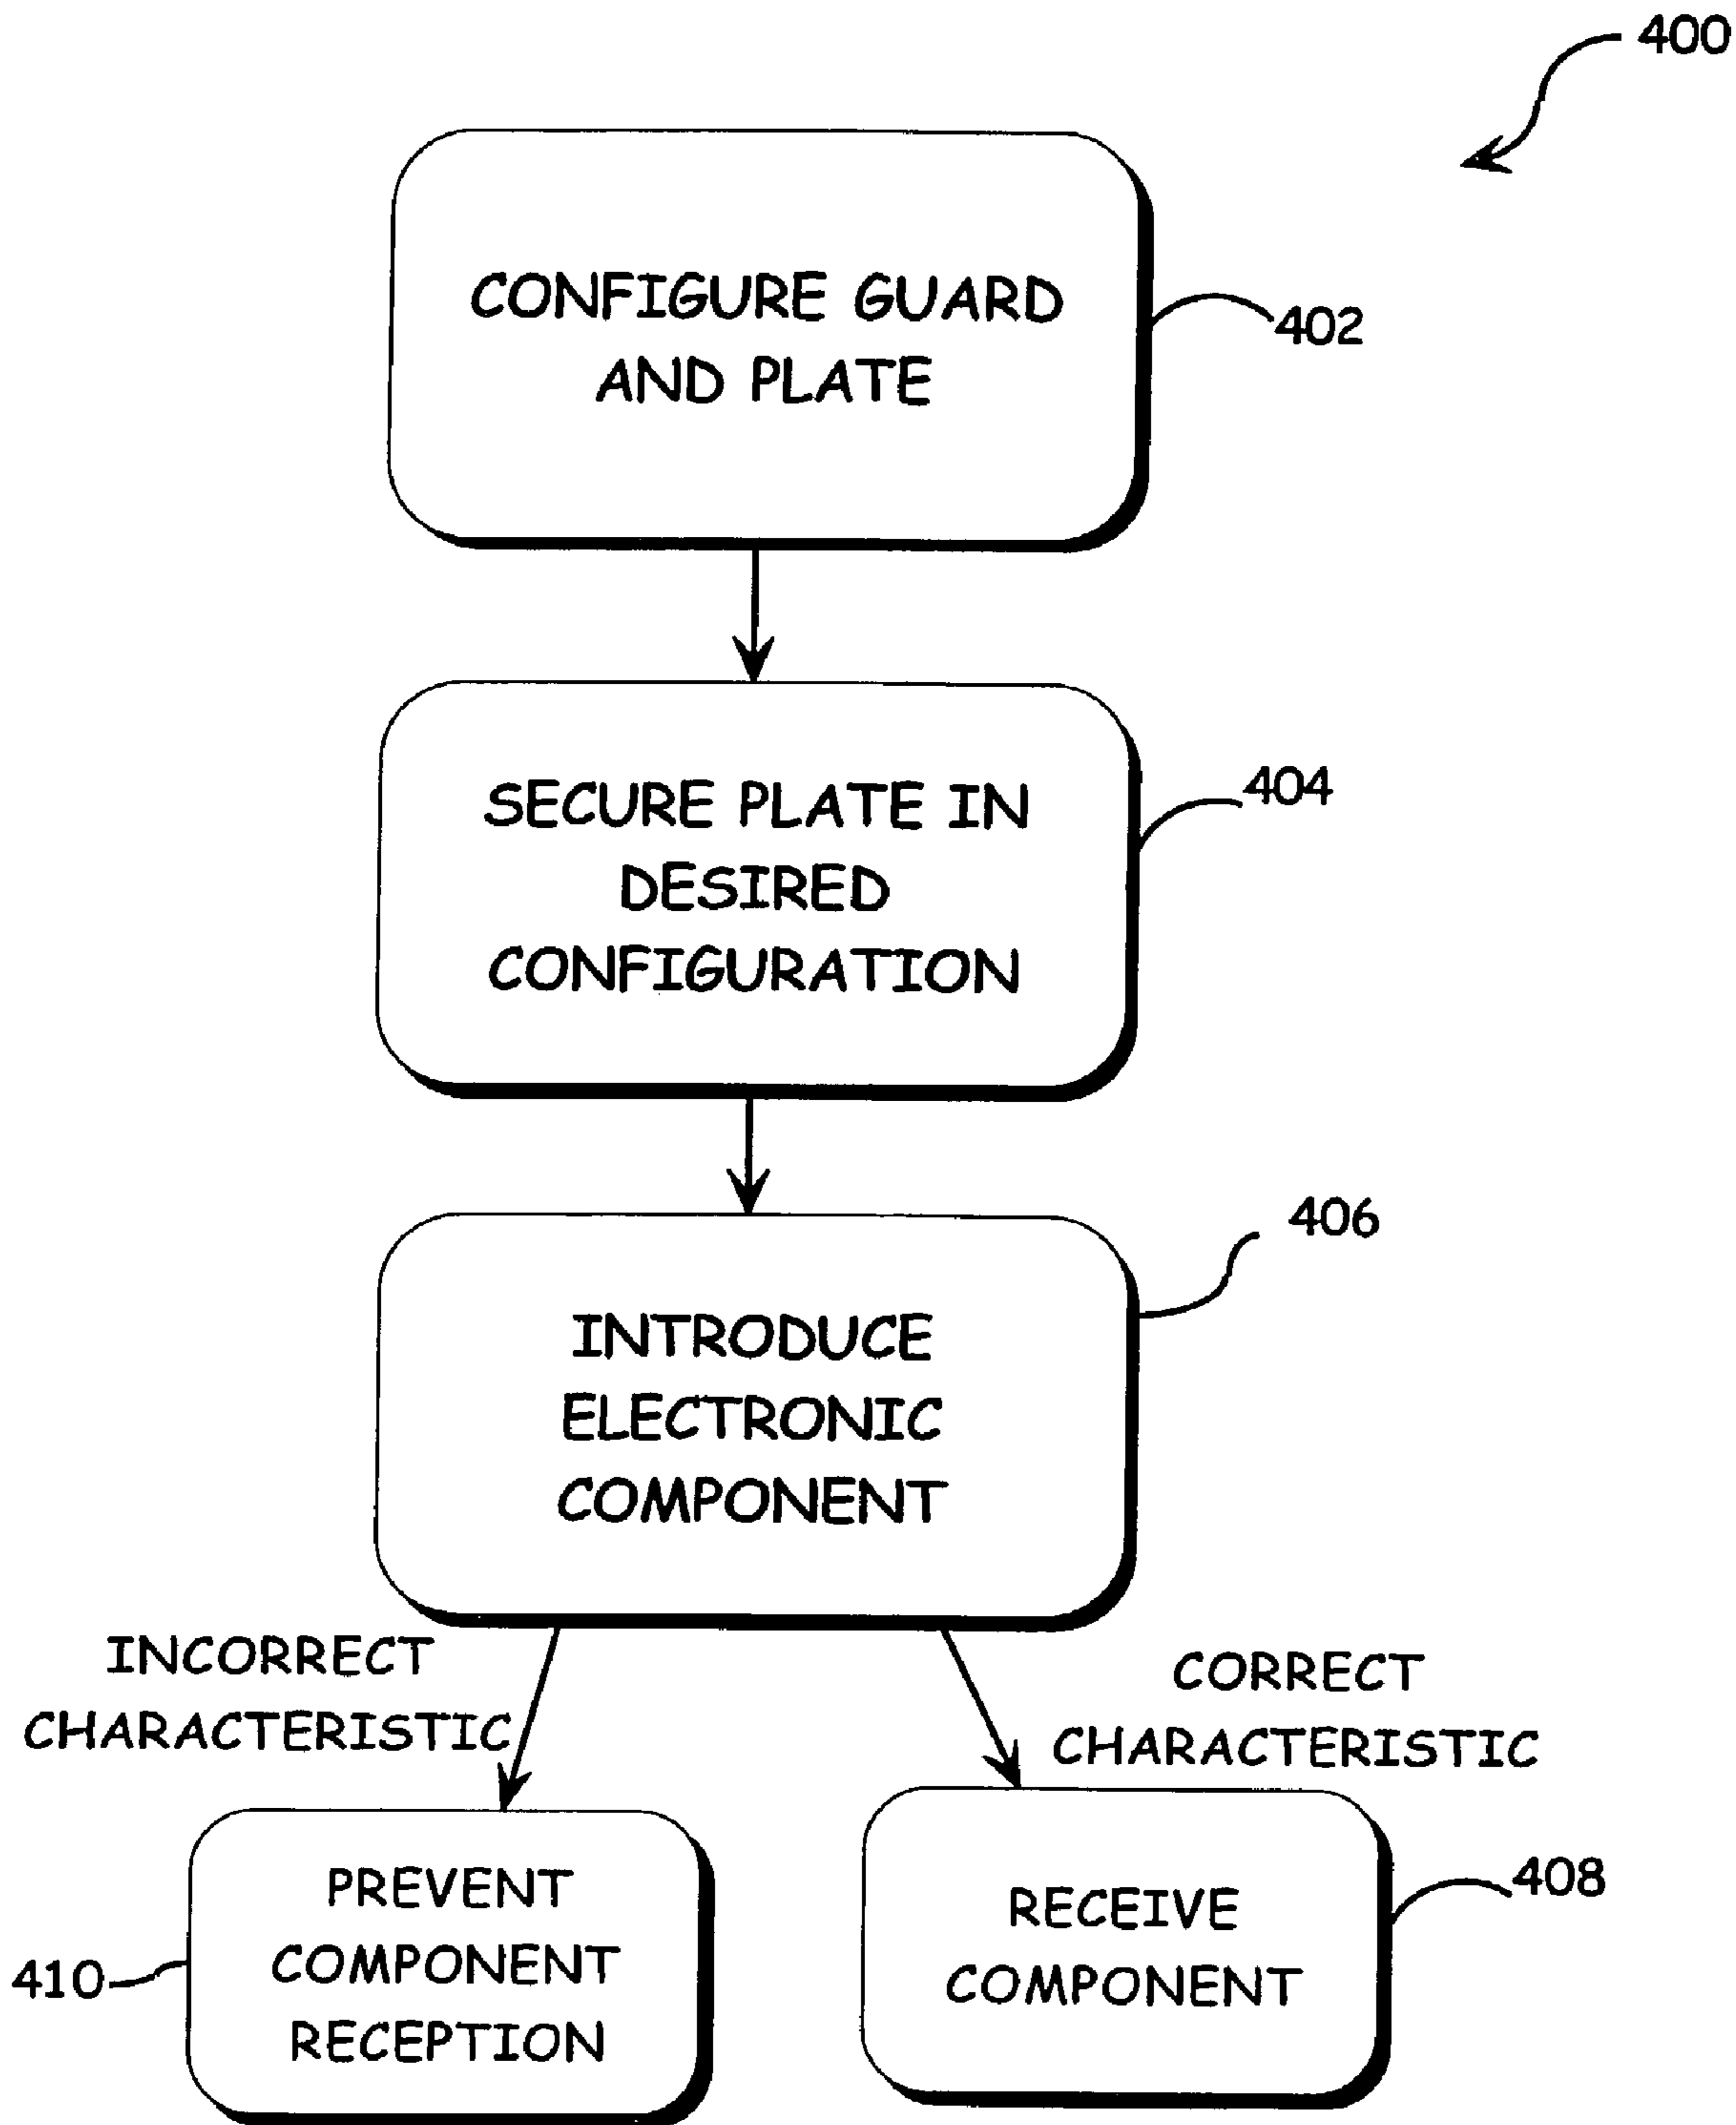 400
CONFIGURE GUARD
AND PLATE
402
SECURE PLATE IN
DESIRED
CONFIGURATION
404
INTRODUCE
ELECTRONIC
COMPONENT
406
INCORRECT
CHARACTERISTIC
CORRECT
CHARACTERISTIC
PREVENT
COMPONENT
RECEPTION
410
RECEIVE
COMPONENT
408